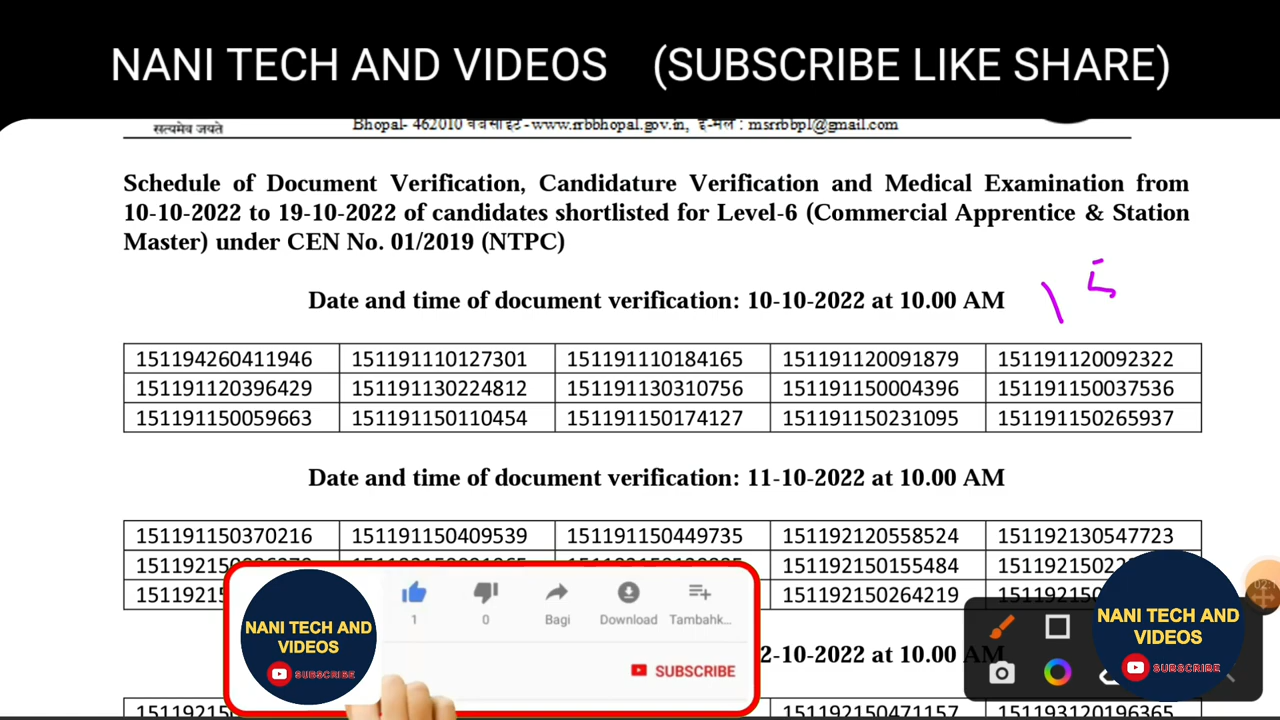 NANI TECH AND VIDEOS (SUBSCRIBE LIKE SHARE)
सत्यमेव जयते
Bhopal- 462010 वेबसाइट -www.rrbbhopal.gov.in, ई-मेल : msrrbbpl@gmail.com
Schedule of Document Verification, Candidature Verification and Medical Examination from
10-10-2022 to 19-10-2022 of candidates shortlisted for Level-6 (Commercial Apprentice & Station
Master) under CEN No. 01/2019 (NTPC)
Date and time of document verification: 10-10-2022 at 10.00 AM
15
151194260411946 151191110127301 151191110184165 151191120091879 151191120092322
151191120396429 151191130224812 151191130310756 151191150004396 151191150037536
151191150059663 151191150110454 151191150174127 151191150231095 151191150265937
Date and time of document verification: 11-10-2022 at 10.00 AM
151191150370216 151191150409539 151191150449735 151192120558524 151192130547723
151192150155484
151192150264219
2-10-2022 at 10.00 AM
151192150471157 151193120196365
NANI TECH AND
VIDEOS
SUBSCRIBE
1 0 Bagi Download Tambahk...
SUBSCRIBE
NANI TECH AND
VIDEOS
SUBSCRIBE